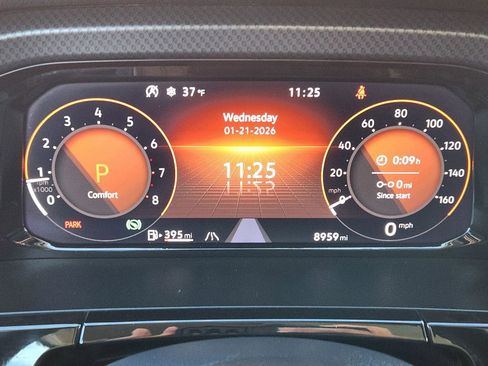 37 °F
11:25
Wednesday
01-21-2026
11:25
0
1
2
3
4
5
6
7
8
rpm
x1000
P
Comfort
PARK
0
20
40
60
80
100
120
140
160
mph
0:09 h
0 mi
Since start
0 mph
395 mi
8959 mi